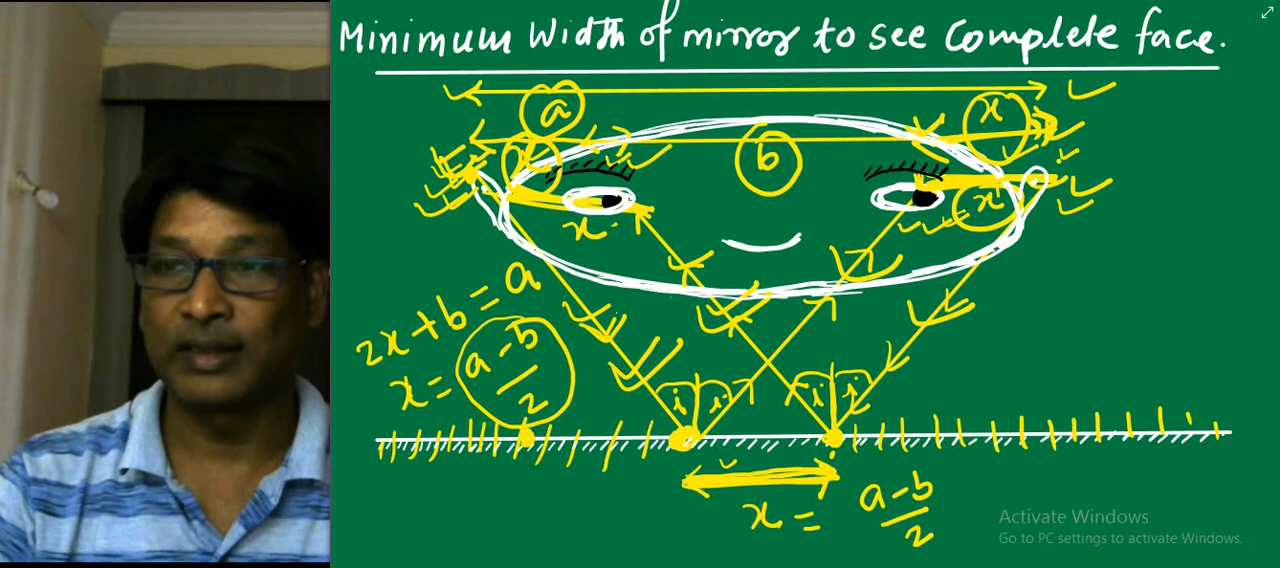 Minimum Width of mirror to see Complete face.
a
x
x
b
x
x
2x+b=a
x = a-b/2
i i i i
x = a-b/2
Activate Windows
Go to PC settings to activate Windows.